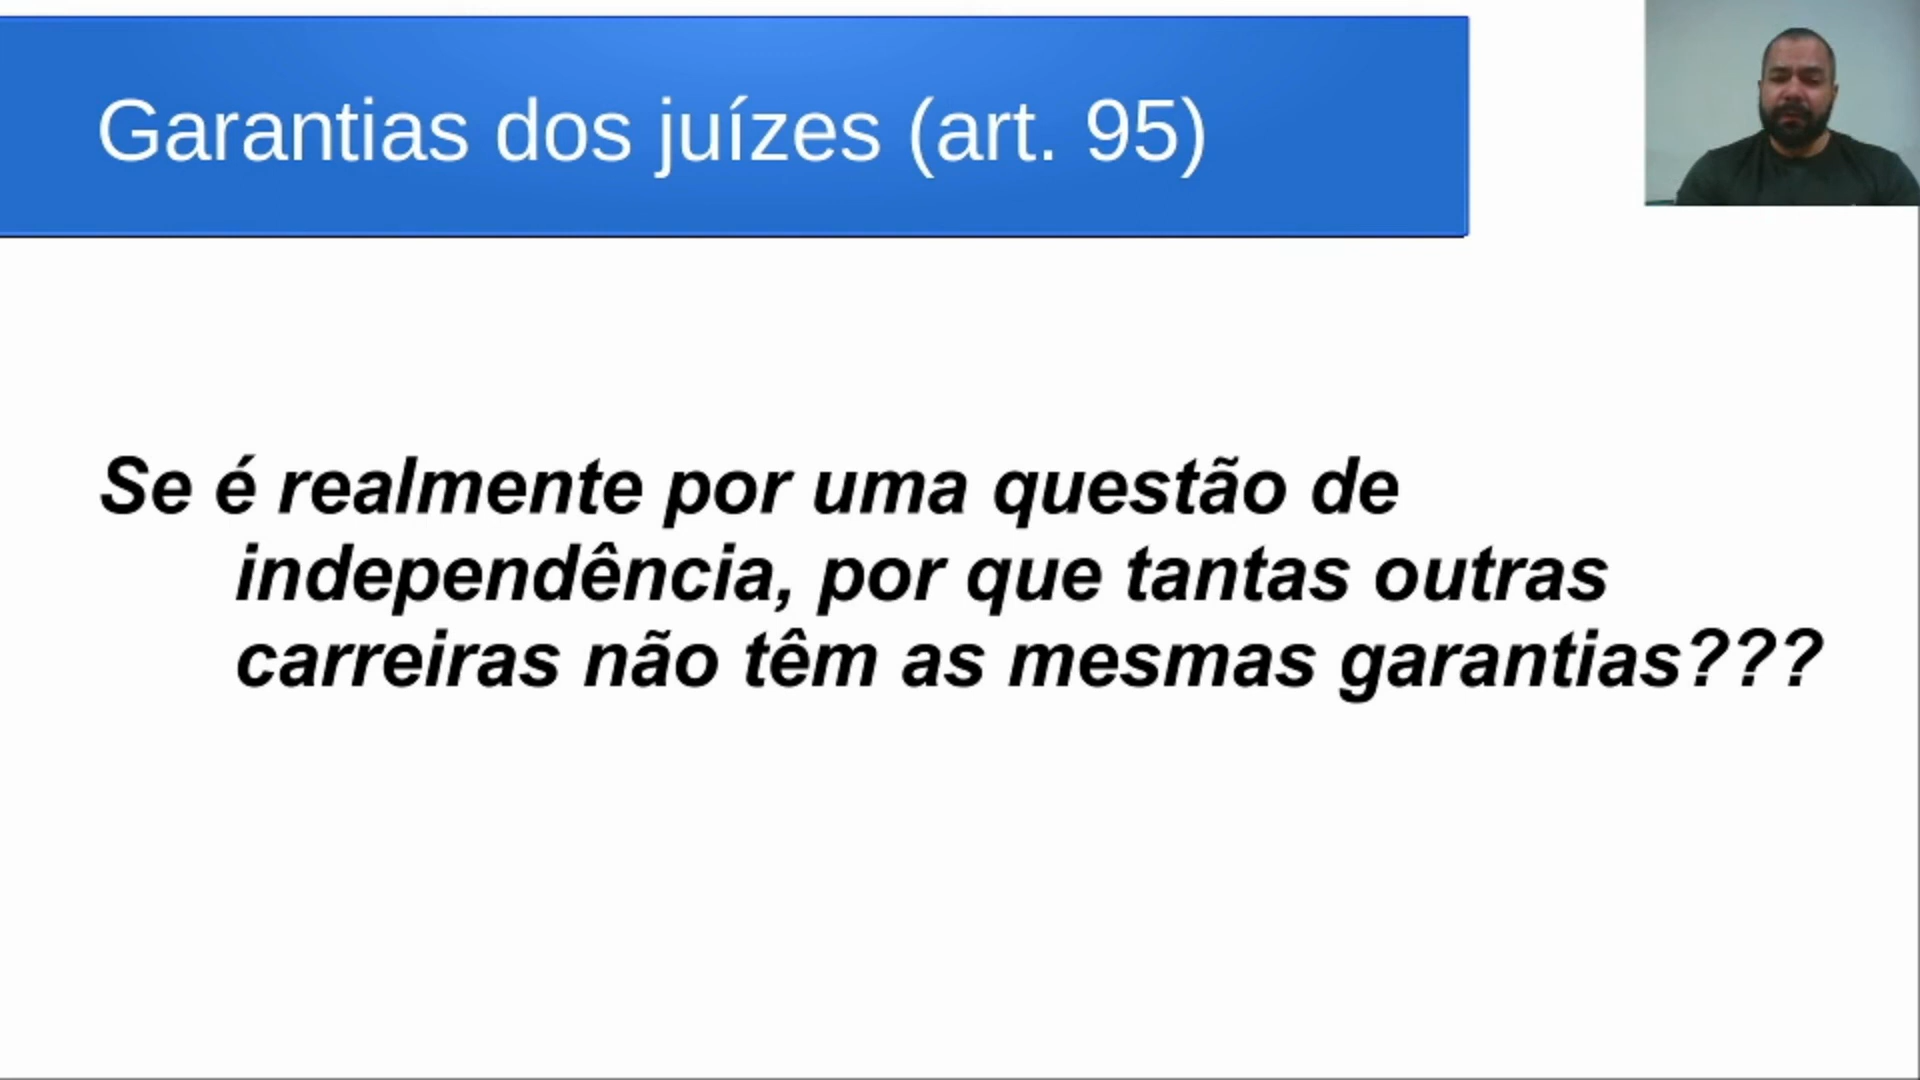 Garantias dos juízes (art. 95)
Se é realmente por uma questão de
independência, por que tantas outras
carreiras não têm as mesmas garantias???